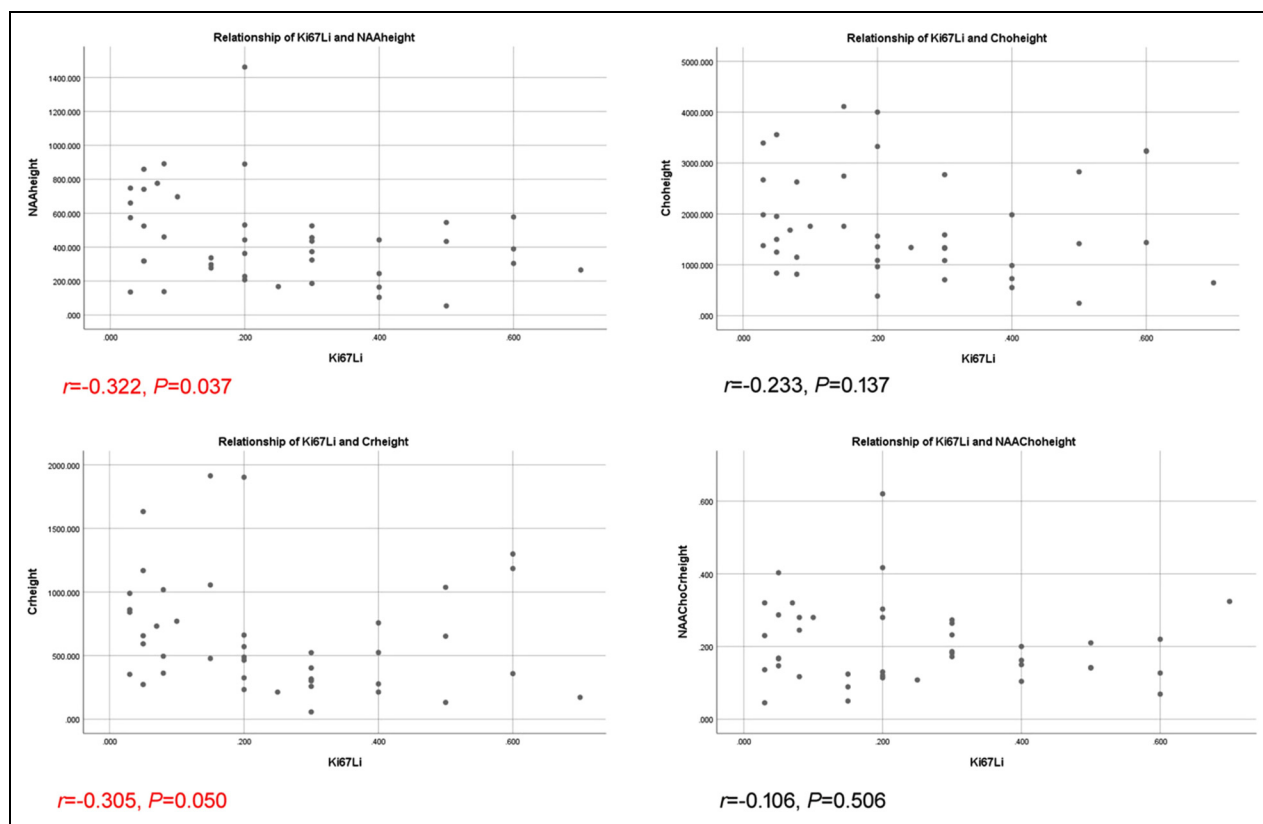 Relationship of Ki67Li and NAAheight
1400.000
1200.000
1000.000
800.000
600.000
400.000
200.000
.000
NAAheight
.000 .200 .400 .600
Ki67Li
r=-0.322, P=0.037
Relationship of Ki67Li and Choheight
5000.000
4000.000
3000.000
2000.000
1000.000
.000
Choheight
.000 .200 .400 .600
Ki67Li
r=-0.233, P=0.137
Relationship of Ki67Li and Crheight
2000.000
1500.000
1000.000
500.000
.000
Crheight
.000 .200 .400 .600
Ki67Li
r=-0.305, P=0.050
Relationship of Ki67Li and NAAChoheight
.600
.400
.200
.000
NAAChoCrheight
.000 .200 .400 .600
Ki67Li
r=-0.106, P=0.506